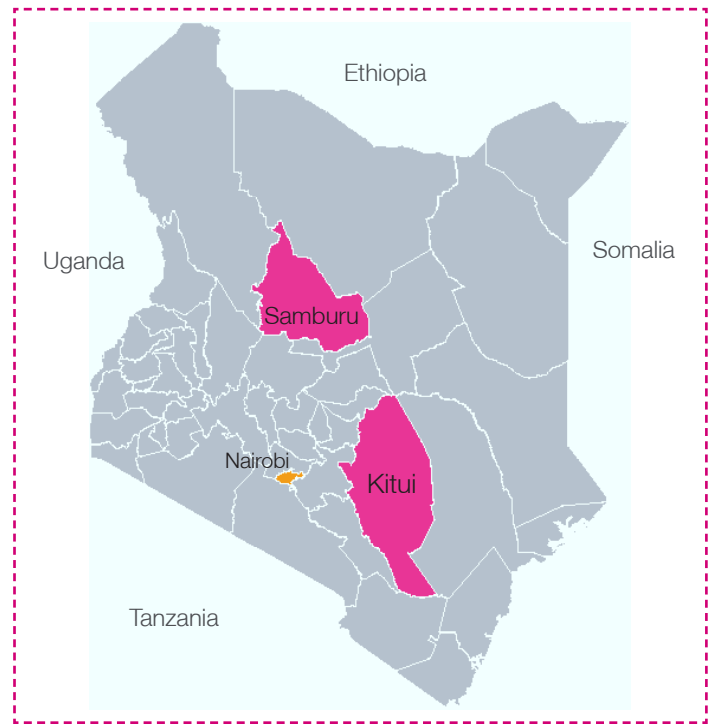 Ethiopia
Somalia
Uganda
Samburu
Nairobi
Kitui
Tanzania